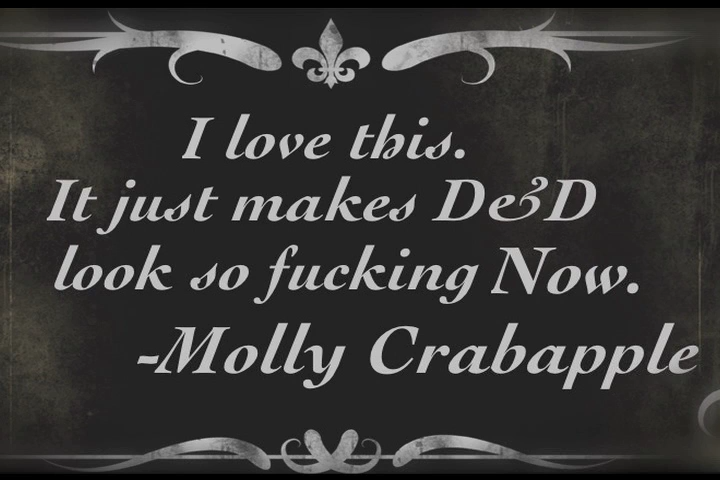 I love this.
It just makes D&D
look so fucking Now.
-Molly Crabapple